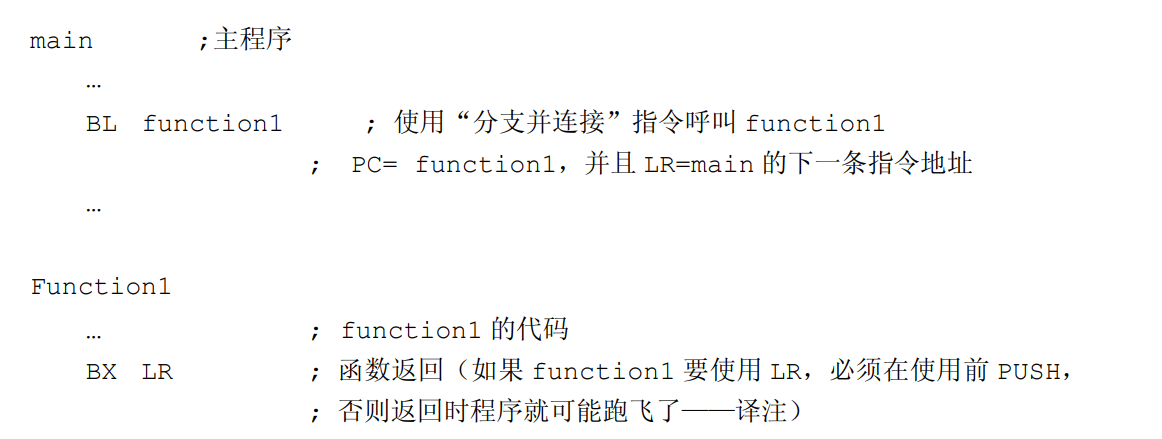 main ;主程序
…
BL function1 ; 使用“分支并连接”指令呼叫 function1
; PC= function1，并且 LR=main 的下一条指令地址
…
Function1
… ; function1 的代码
BX LR ; 函数返回（如果 function1 要使用 LR，必须在使用前 PUSH，
; 否则返回时程序就可能跑飞了——译注）